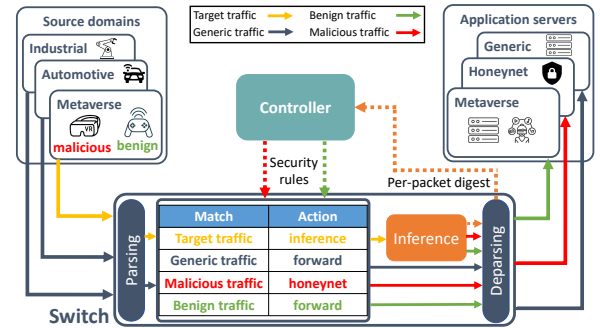 Source domains
Industrial
Automotive
Metaverse
VR
malicious benign
Target traffic
Generic traffic
Benign traffic
Malicious traffic
Application servers
Generic
Honeynet
Metaverse
Controller
Security
rules
Per-packet digest
Parsing
Match Action
Target traffic inference
Generic traffic forward
Malicious traffic honeynet
Benign traffic forward
Inference
Deparsing
Switch